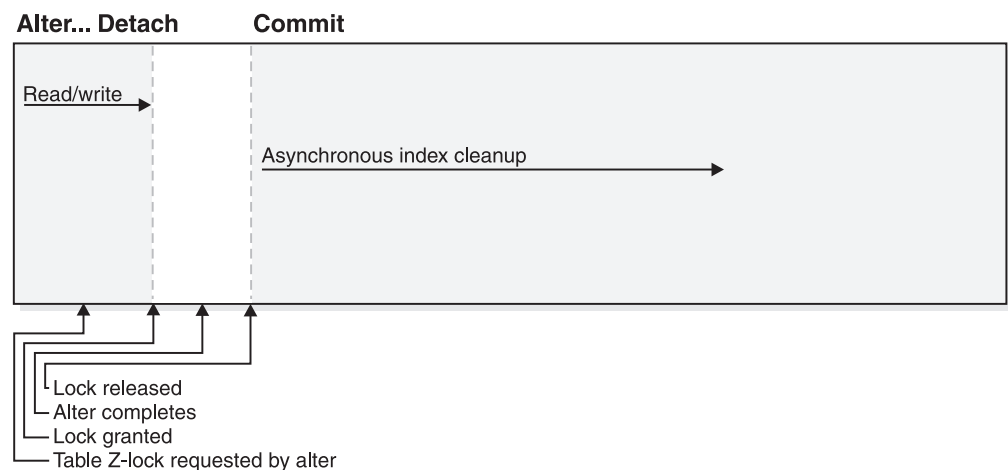 Alter... Detach
Commit
Read/write
Asynchronous index cleanup
Lock released
Alter completes
Lock granted
Table Z-lock requested by alter